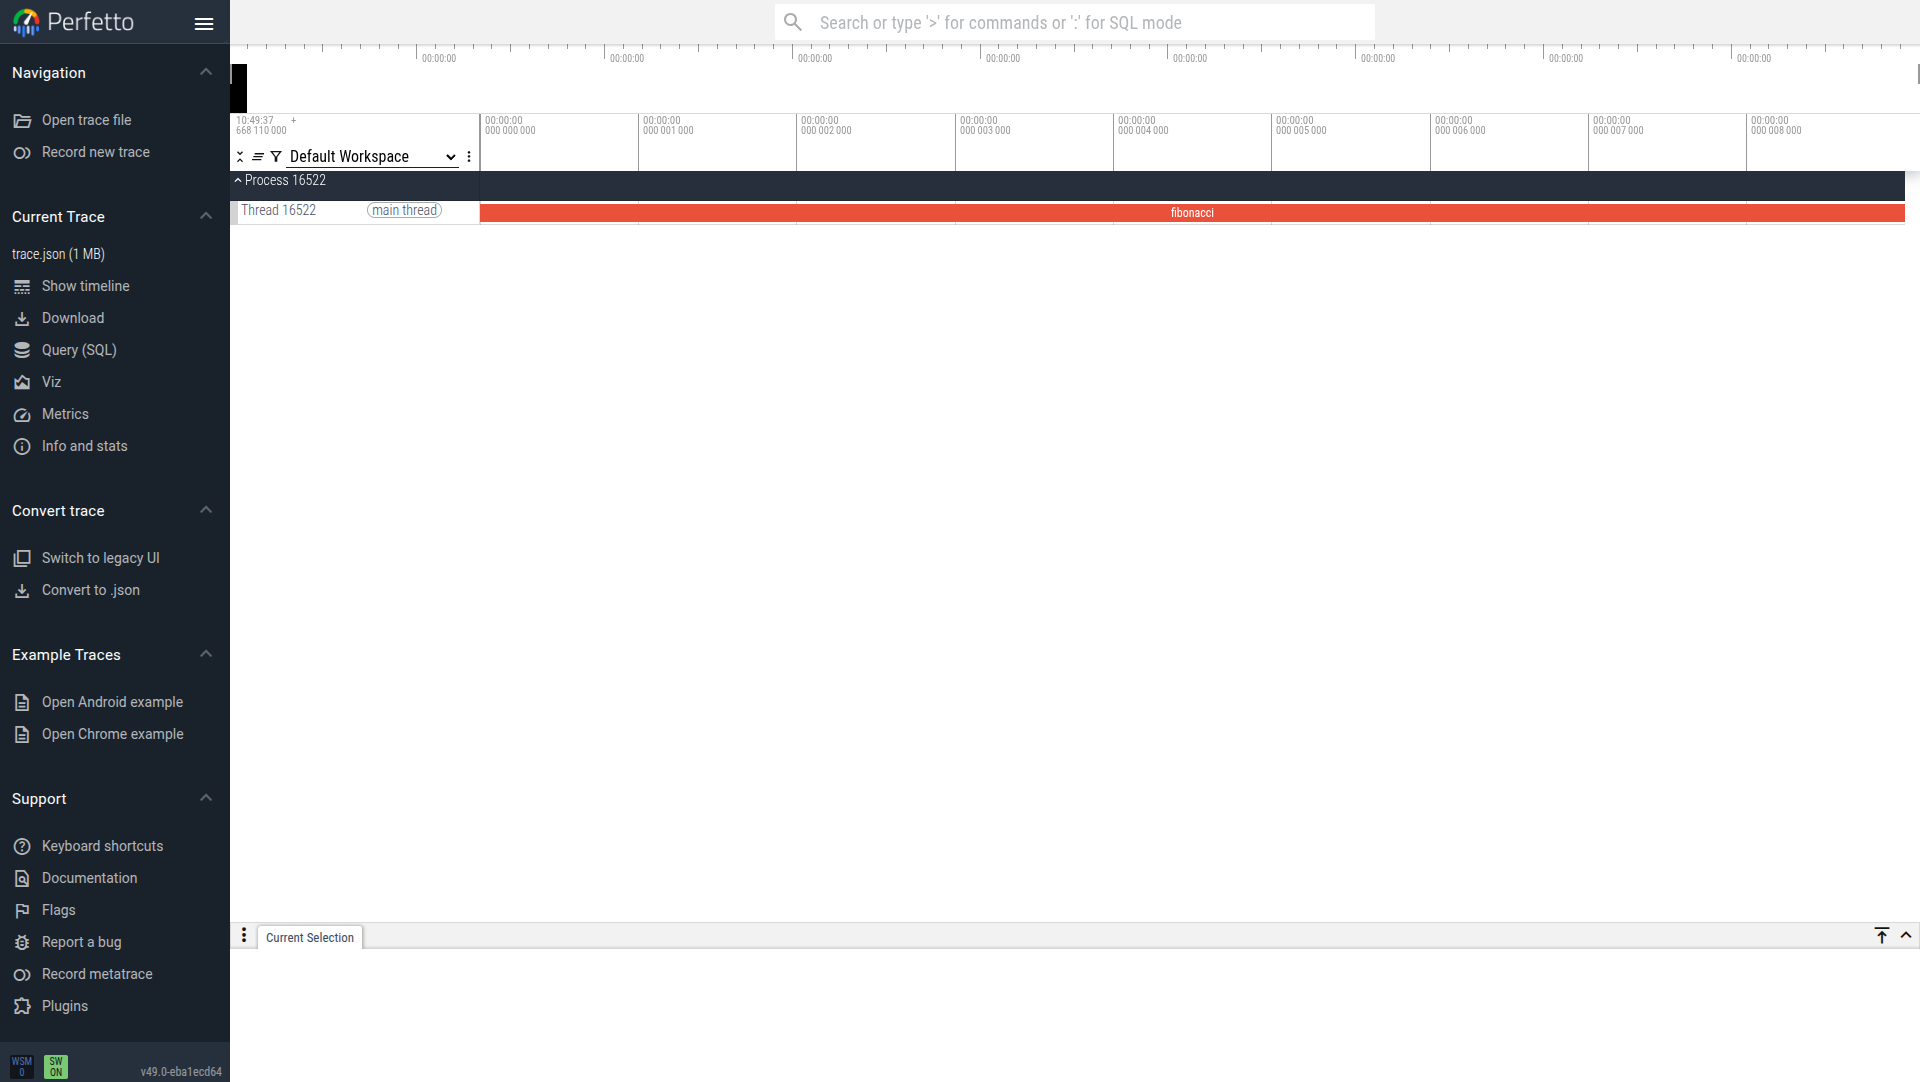 Perfetto
Search or type '>' for commands or ':' for SQL mode
Navigation
Open trace file
Record new trace
Current Trace
trace.json (1 MB)
Show timeline
Download
Query (SQL)
Viz
Metrics
Info and stats
Convert trace
Switch to legacy UI
Convert to .json
Example Traces
Open Android example
Open Chrome example
Support
Keyboard shortcuts
Documentation
Flags
Report a bug
Record metatrace
Plugins
WSM
0
SW
ON
v49.0-eba1ecd64
00:00:00 00:00:00 00:00:00 00:00:00 00:00:00 00:00:00 00:00:00 00:00:00
10:49:37 +
668 110 000
00:00:00 00:00:00 00:00:00 00:00:00 00:00:00 00:00:00 00:00:00 00:00:00 00:00:00
000 000 000 000 001 000 000 002 000 000 003 000 000 004 000 000 005 000 000 006 000 000 007 000 000 008 000
Default Workspace
Process 16522
Thread 16522 main thread fibonacci
Current Selection